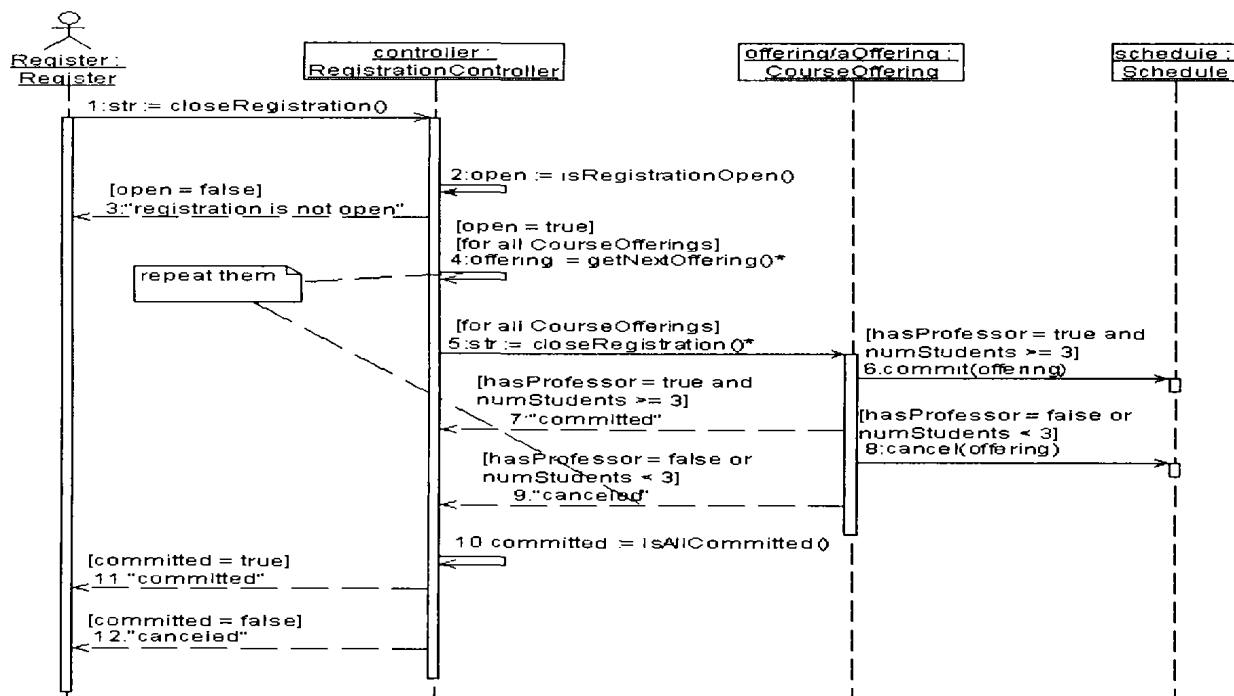 Register :
Register
controller :
RegistrationController
offering/aOffering :
CourseOffering
schedule :
Schedule
1:str := closeRegistration()
2:open := isRegistrationOpen()
[open = false]
3:"registration is not open"
[open = true]
[for all CourseOfferings]
4:offering = getNextOffering()*
repeat them
[for all CourseOfferings]
5:str := closeRegistration()*
[hasProfessor = true and
numStudents >= 3]
6.commit(offering)
[hasProfessor = true and
numStudents >= 3]
7:"committed"
[hasProfessor = false or
numStudents < 3]
8:cancel(offering)
[hasProfessor = false or
numStudents < 3]
9."canceled"
10 committed := isAllCommitted()
[committed = true]
11."committed"
[committed = false]
12."canceled"